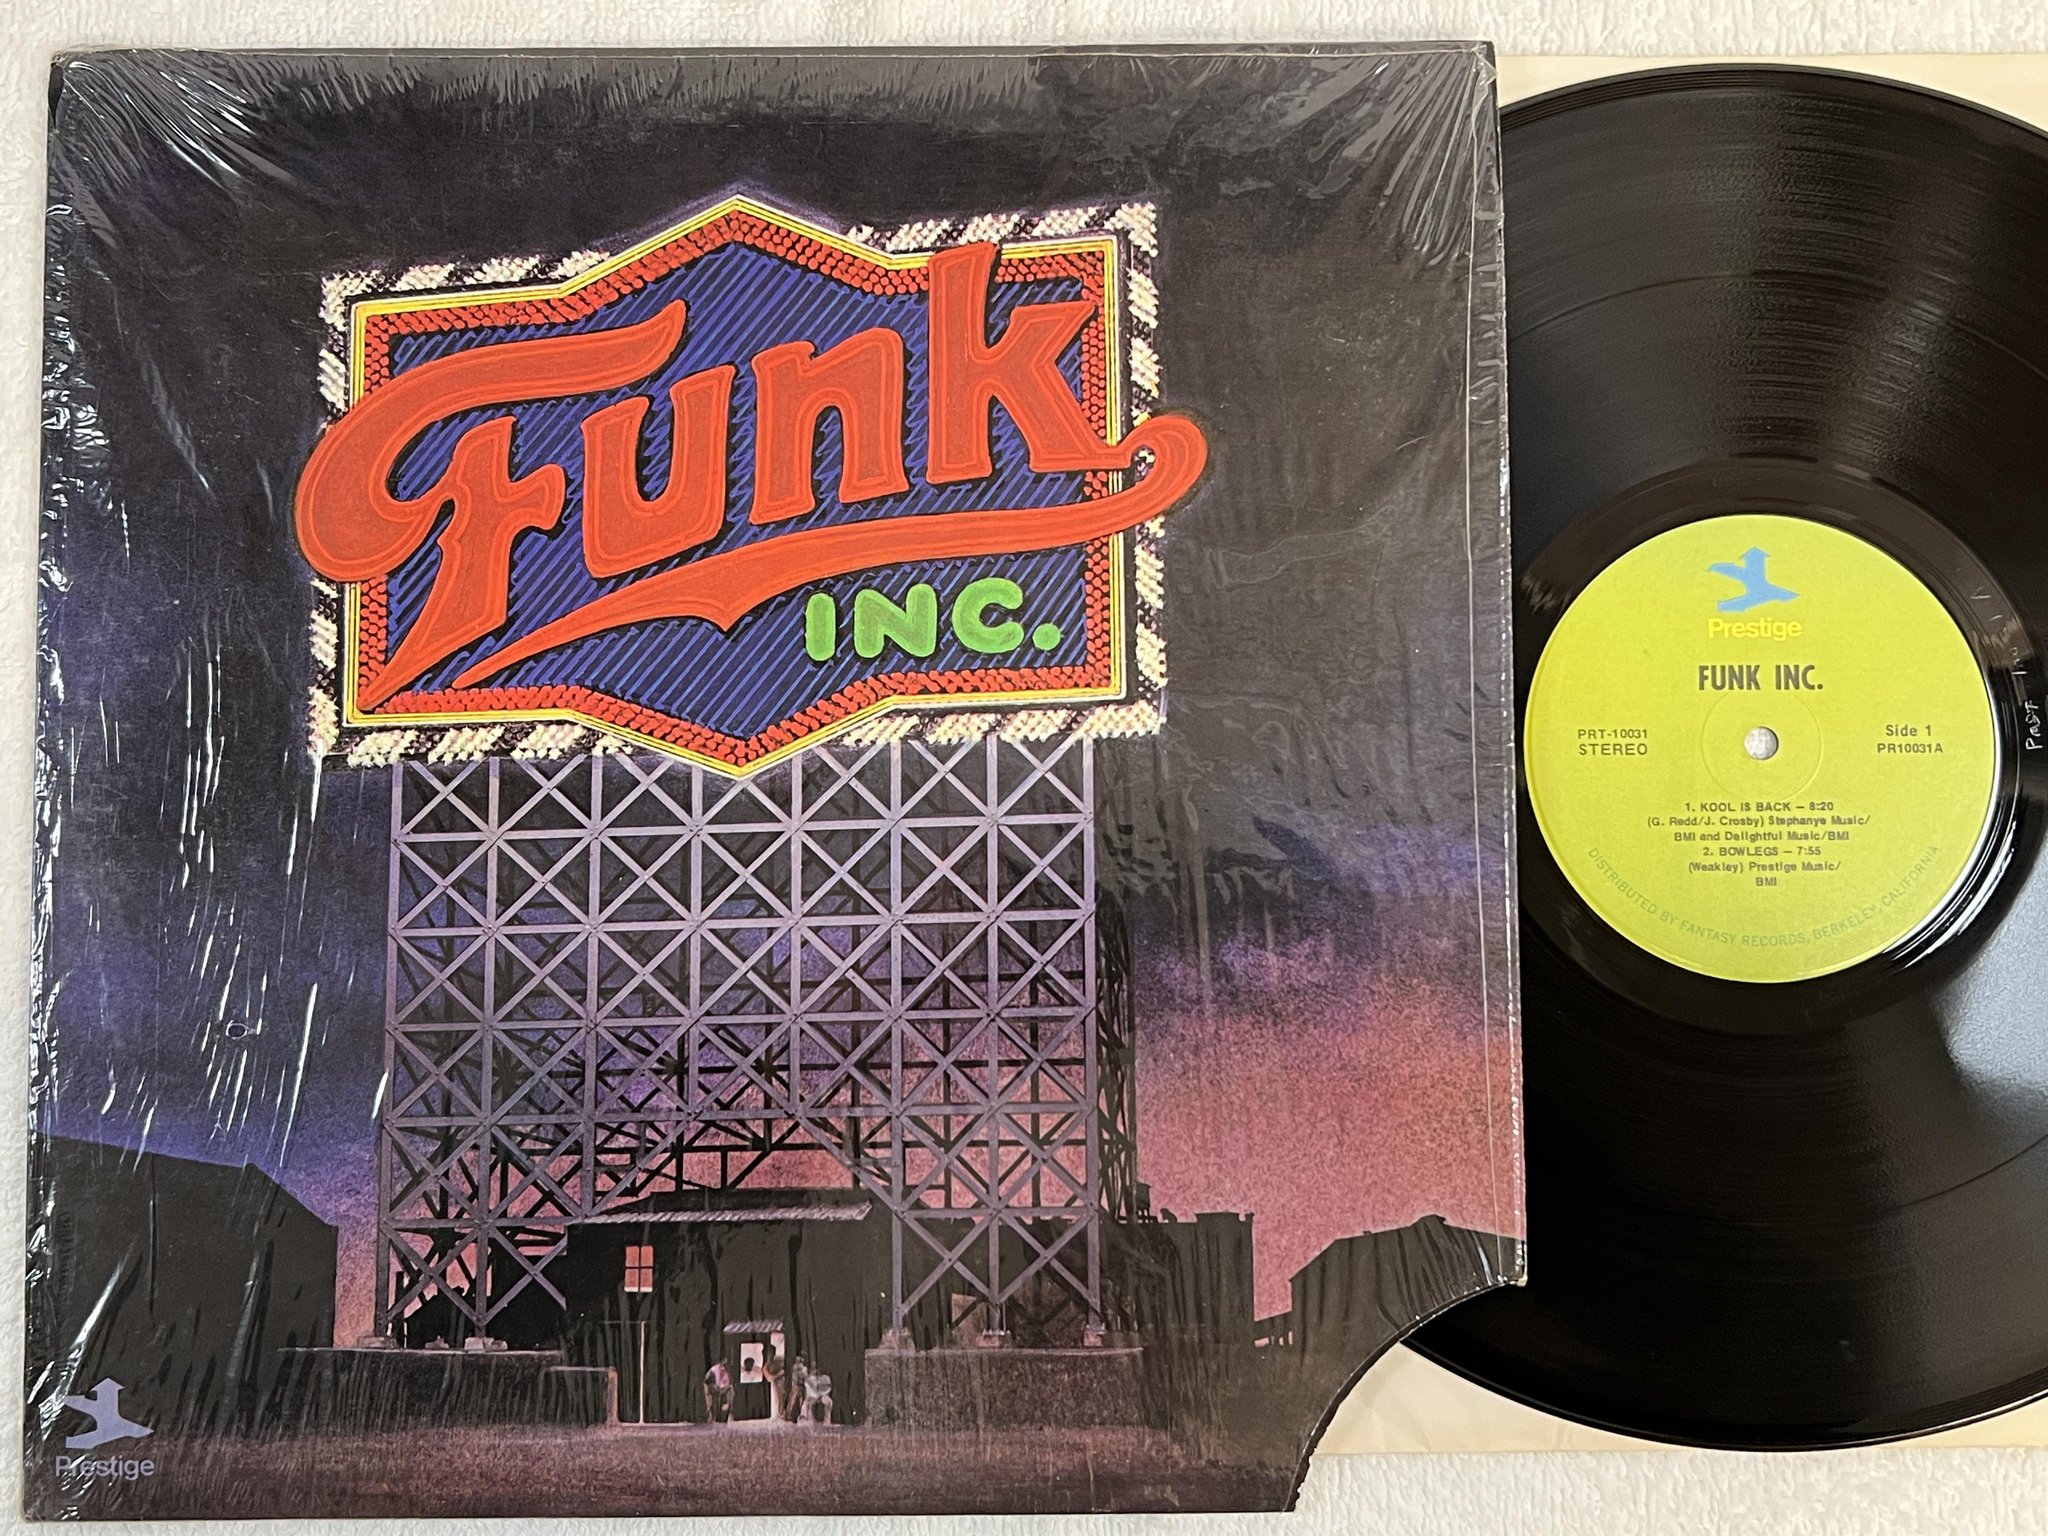 Funk
INC.
Prestige
Prestige
FUNK INC.
PRT-10031
STEREO
Side 1
PR10031A
1. KOOL IS BACK – 8:20
(G. Redd/J. Crosby) Stephanye Music/
BMI and Delightful Music/BMI
2. BOWLEGS – 7:55
(Weakley) Prestige Music/
BMI
DISTRIBUTED BY FANTASY RECORDS, BERKELEY, CALIFORNIA